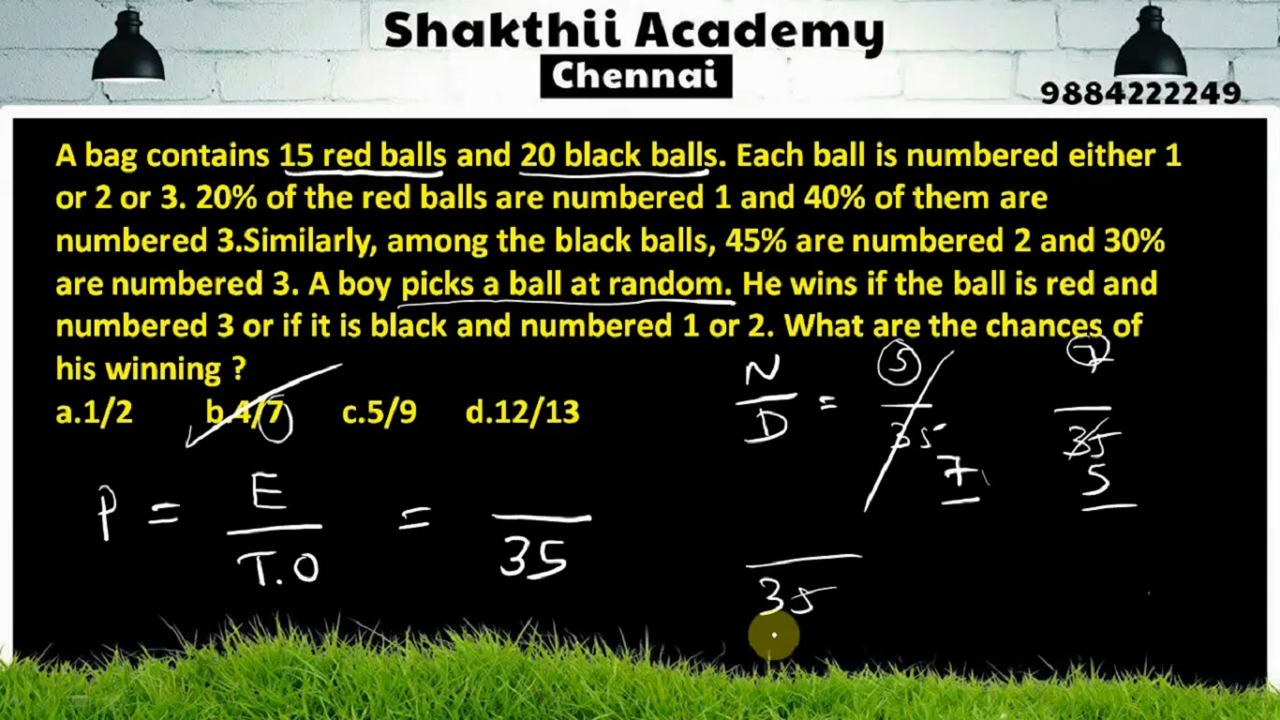 Shakthii Academy
Chennai
9884222249
A bag contains 15 red balls and 20 black balls. Each ball is numbered either 1
or 2 or 3. 20% of the red balls are numbered 1 and 40% of them are
numbered 3.Similarly, among the black balls, 45% are numbered 2 and 30%
are numbered 3. A boy picks a ball at random. He wins if the ball is red and
numbered 3 or if it is black and numbered 1 or 2. What are the chances of
his winning ?
a.1/2 b.4/7 c.5/9 d.12/13
N/D = 5/35 7
7/35 5
P = E/T.O = /35
35